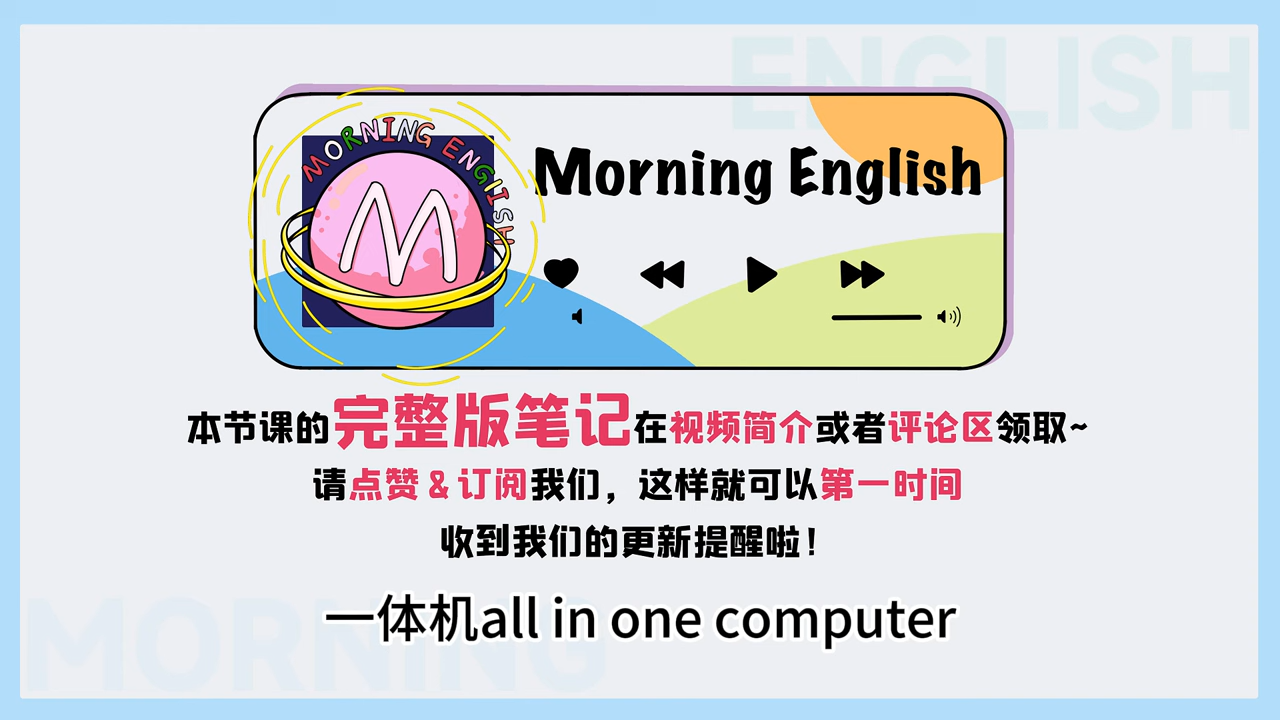 ENGLISH
MORNING ENGLISH
M
Morning English
本节课的完整版笔记在视频简介或者评论区领取~
请点赞&订阅我们，这样就可以第一时间
收到我们的更新提醒啦！
一体机all in one computer
MORNING